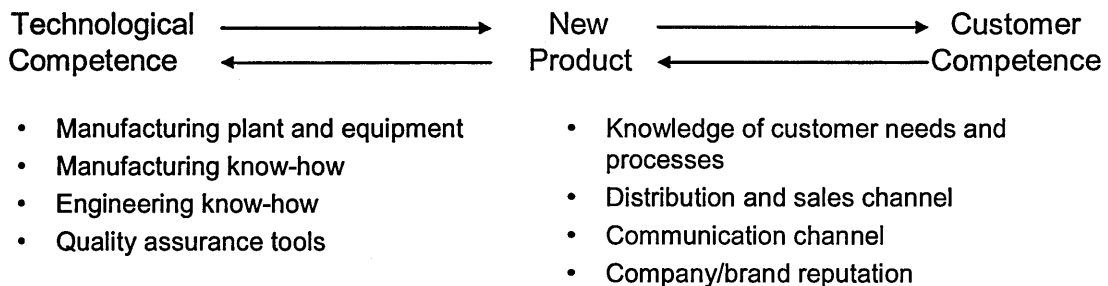 Technological New Customer
Competence Product Competence
• Manufacturing plant and equipment
• Manufacturing know-how
• Engineering know-how
• Quality assurance tools
• Knowledge of customer needs and
processes
• Distribution and sales channel
• Communication channel
• Company/brand reputation